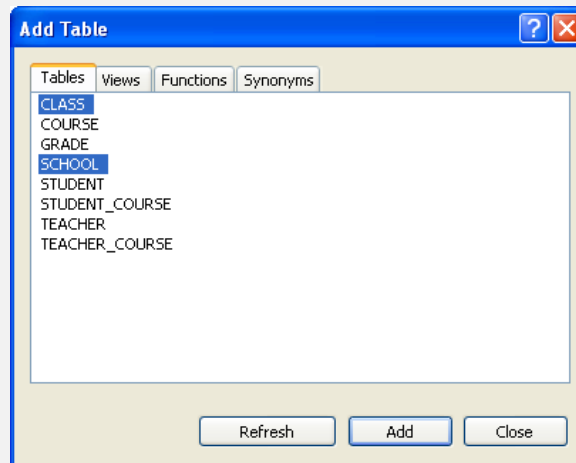 Add Table
Tables Views Functions Synonyms
CLASS
COURSE
GRADE
SCHOOL
STUDENT
STUDENT_COURSE
TEACHER
TEACHER_COURSE
Refresh Add Close